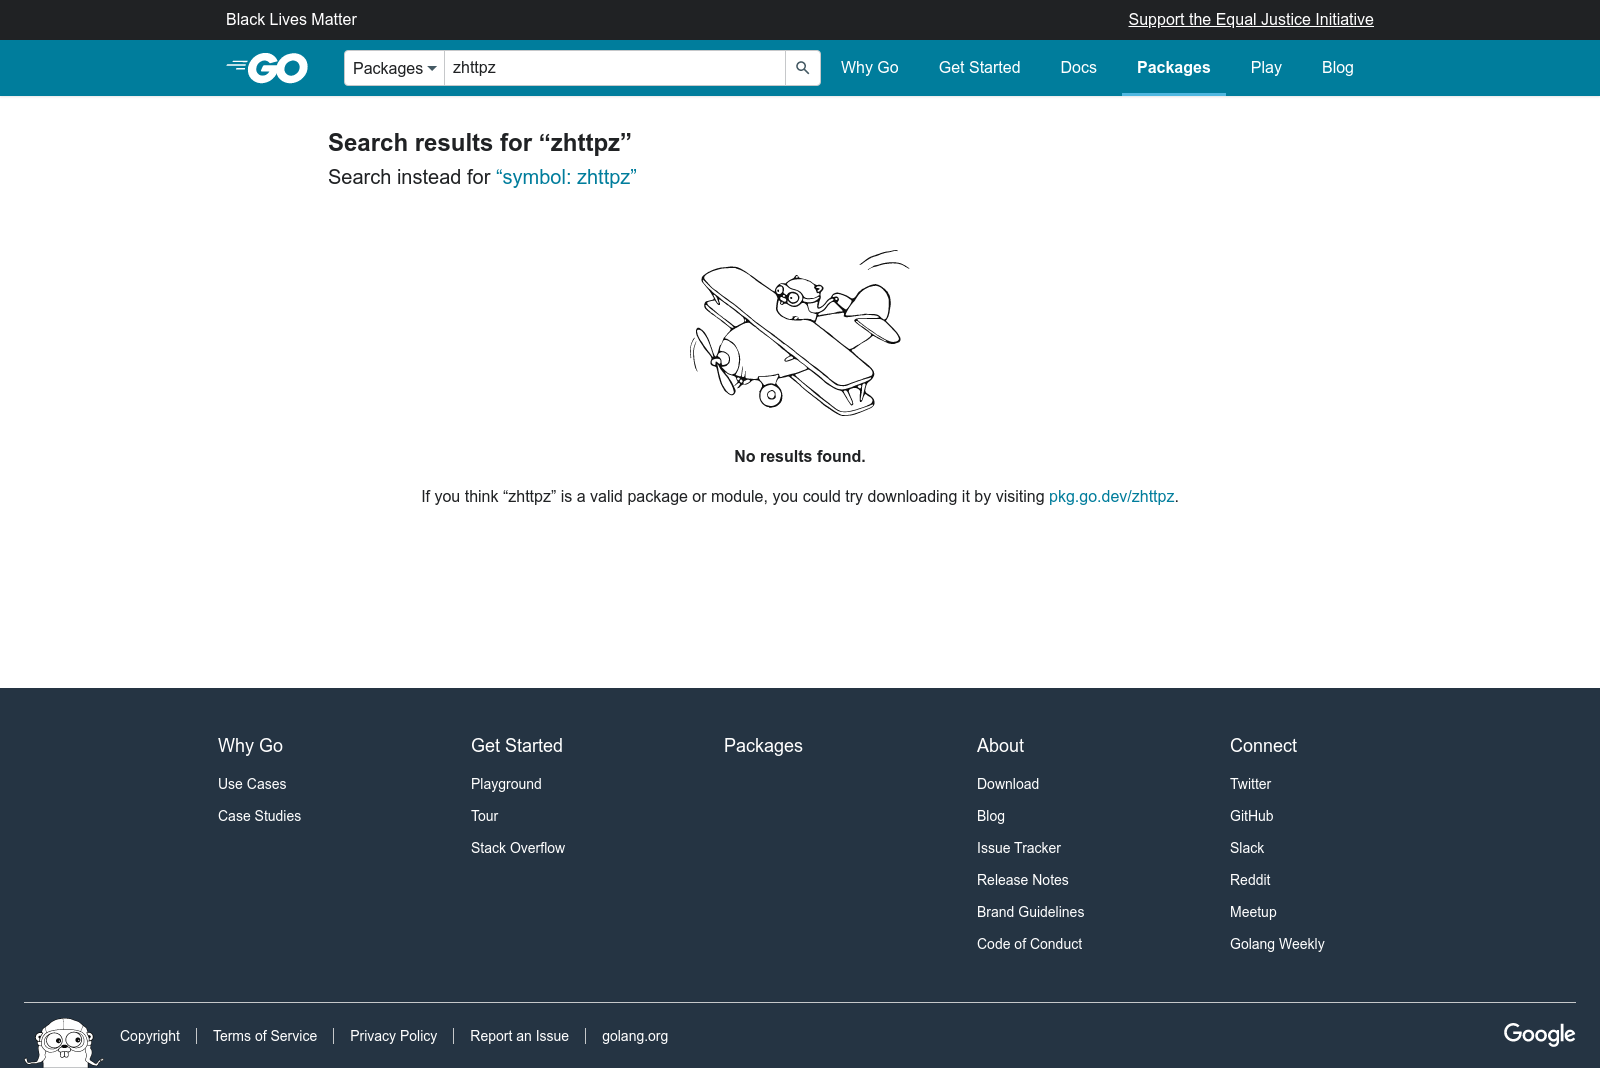 Black Lives Matter
Support the Equal Justice Initiative
GO
Packages
zhttpz
Why Go
Get Started
Docs
Packages
Play
Blog
Search results for “zhttpz”
Search instead for “symbol: zhttpz”
No results found.
If you think “zhttpz” is a valid package or module, you could try downloading it by visiting pkg.go.dev/zhttpz.
Why Go
Use Cases
Case Studies
Get Started
Playground
Tour
Stack Overflow
Packages
About
Download
Blog
Issue Tracker
Release Notes
Brand Guidelines
Code of Conduct
Connect
Twitter
GitHub
Slack
Reddit
Meetup
Golang Weekly
Copyright
Terms of Service
Privacy Policy
Report an Issue
golang.org
Google